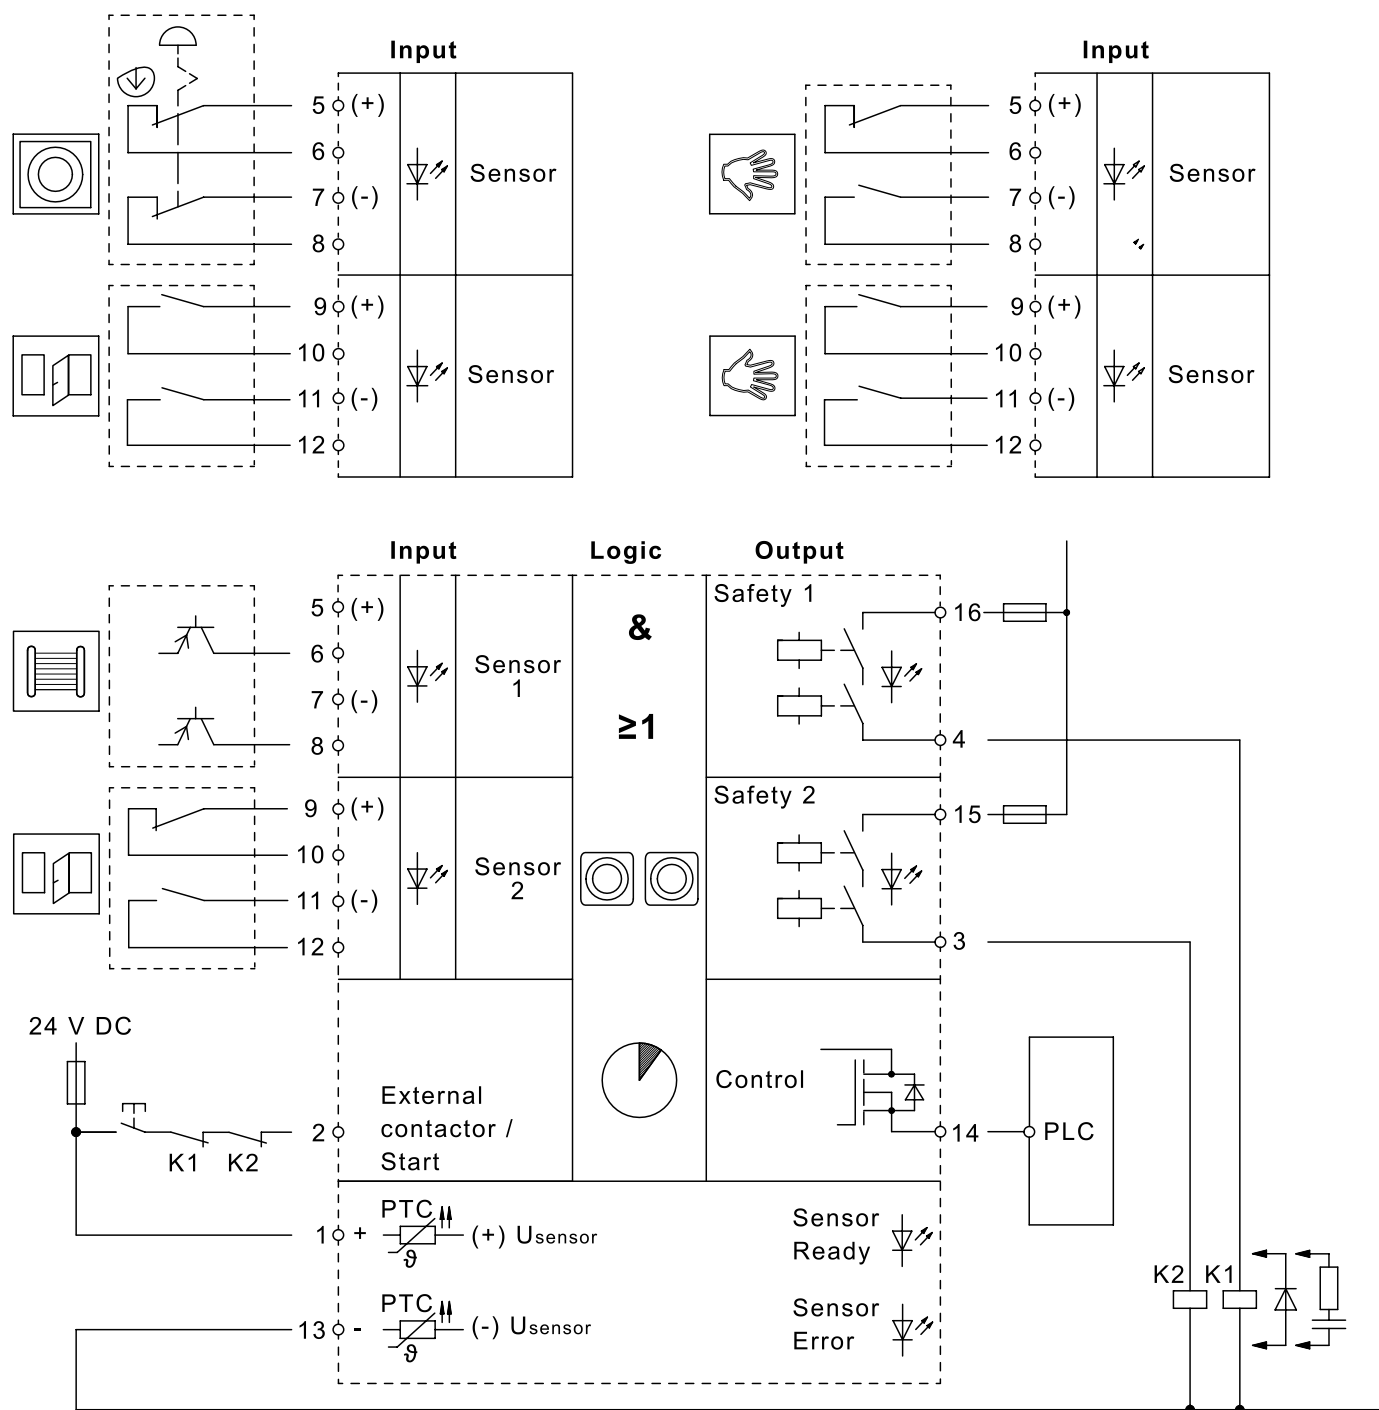 Input
5 (+)
6
7 (-)
8
Sensor
9 (+)
10
11 (-)
12
Sensor
Input
5 (+)
6
7 (-)
8
Sensor
9 (+)
10
11 (-)
12
Sensor
Input
Logic
Output
5 (+)
6
7 (-)
8
Sensor
1
9 (+)
10
11 (-)
12
Sensor
2
&
≥1
Safety 1
16
4
Safety 2
15
3
24 V DC
K1
K2
2
External
contactor /
Start
Control
14
PLC
1 +
PTC
ϑ
(+) Usensor
13 -
PTC
ϑ
(-) Usensor
Sensor
Ready
Sensor
Error
K2
K1